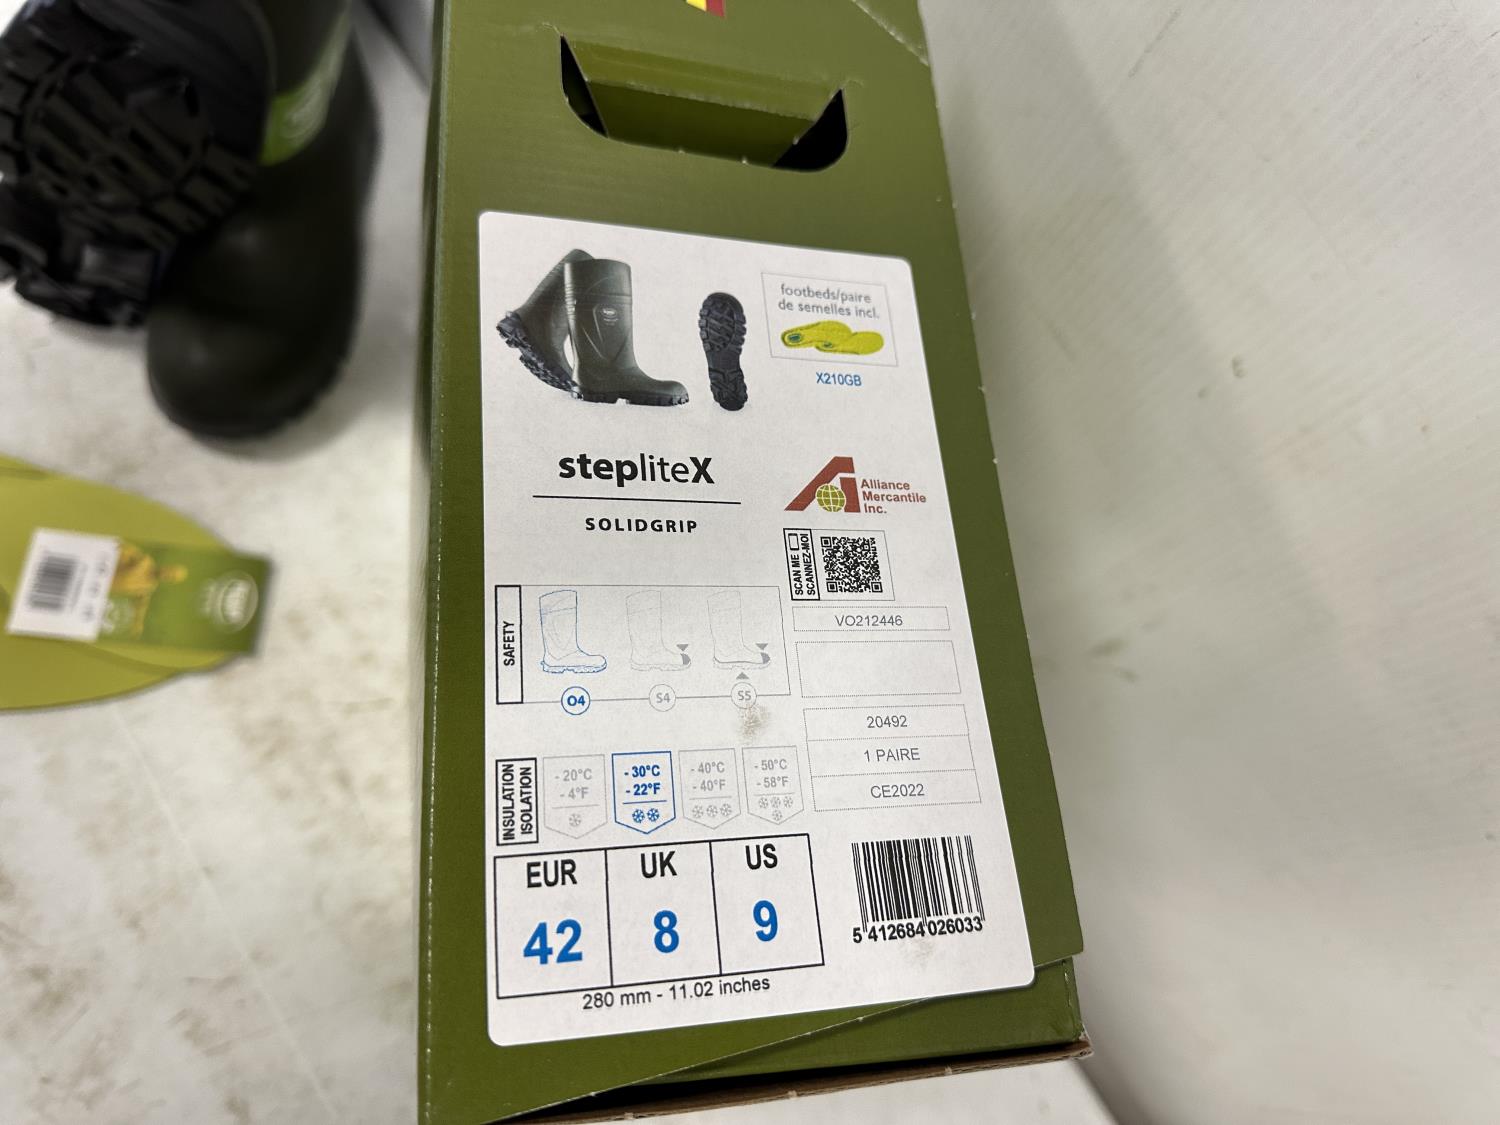 footbeds/paire
de semelles incl.
X210GB
stepliteX
SOLIDGRIP
Alliance
Mercantile
Inc.
SCAN ME
SCANNEZ-MOI
VO212446
SAFETY
O4
S4
S5
20492
1 PAIRE
CE2022
INSULATION
ISOLATION
- 20°C
- 4°F
- 30°C
- 22°F
- 40°C
- 40°F
- 50°C
- 58°F
EUR UK US
42 8 9
280 mm - 11.02 inches
5 412684 026033